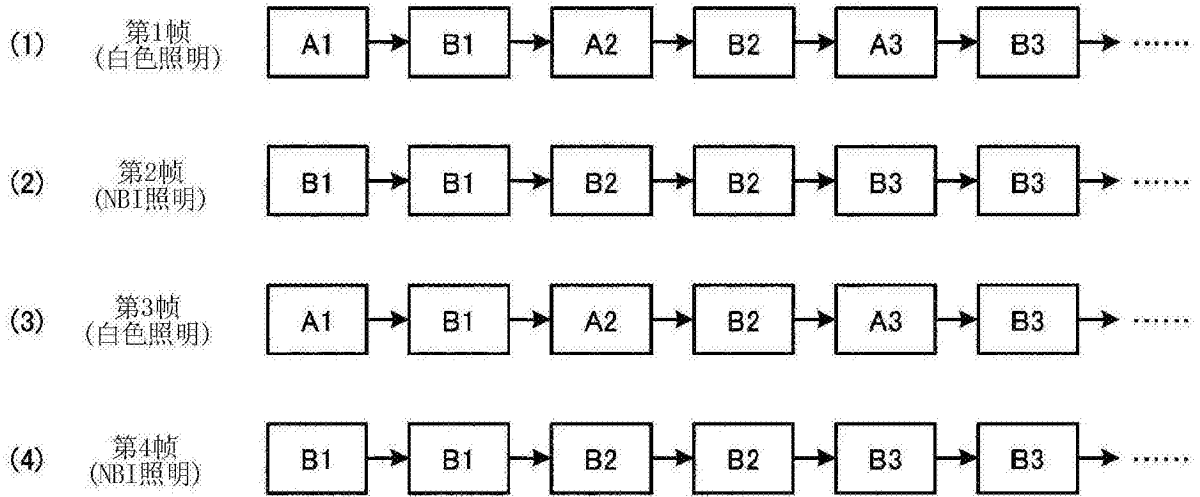 (1) 第1帧 A1 B1 A2 B2 A3 B3 ……
(白色照明)
(2) 第2帧 B1 B1 B2 B2 B3 B3 ……
(NBI照明)
(3) 第3帧 A1 B1 A2 B2 A3 B3 ……
(白色照明)
(4) 第4帧 B1 B1 B2 B2 B3 B3 ……
(NBI照明)